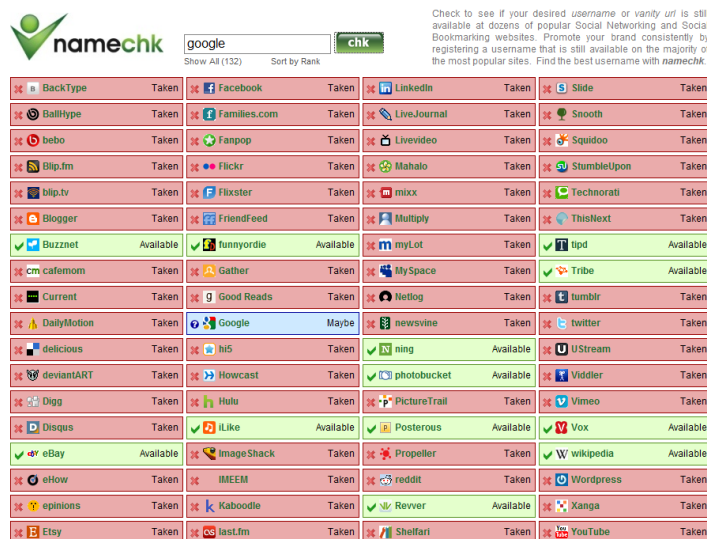 namechk
google
chk
Show All (132) Sort by Rank
Check to see if your desired username or vanity url is still
available at dozens of popular Social Networking and Social
Bookmarking websites. Promote your brand consistently by
registering a username that is still available on the majority of
the most popular sites. Find the best username with namechk.
BackType Taken Facebook Taken LinkedIn Taken Slide Taken
BallHype Taken Families.com Taken LiveJournal Taken Snooth Taken
bebo Taken Fanpop Taken Livevideo Taken Squidoo Taken
Blip.fm Taken Flickr Taken Mahalo Taken StumbleUpon Taken
blip.tv Taken Flixster Taken mixx Taken Technorati Taken
Blogger Taken FriendFeed Taken Multiply Taken ThisNext Taken
Buzznet Available funnyordie Available myLot Taken tipd Available
cafemom Taken Gather Taken MySpace Taken Tribe Available
Current Taken Good Reads Taken Netlog Taken tumblr Taken
DailyMotion Taken Google Maybe newsvine Taken twitter Taken
delicious Taken hi5 Taken ning Available UStream Taken
deviantART Taken Howcast Taken photobucket Available Viddler Taken
Digg Taken Hulu Taken PictureTrail Taken Vimeo Taken
Disqus Taken iLike Available Posterous Available Vox Available
eBay Available ImageShack Taken Propeller Taken wikipedia Available
eHow Taken IMEEM Taken reddit Taken Wordpress Taken
epinions Taken Kaboodle Taken Revver Available Xanga Taken
Etsy Taken last.fm Taken Shelfari Taken YouTube Taken